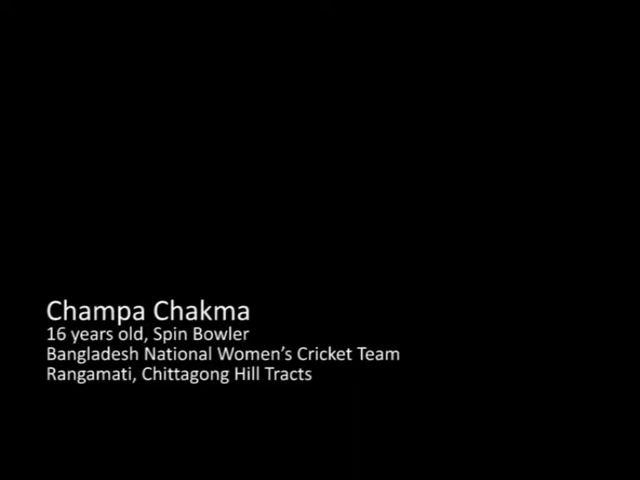 Champa Chakma
16 years old, Spin Bowler
Bangladesh National Women’s Cricket Team
Rangamati, Chittagong Hill Tracts